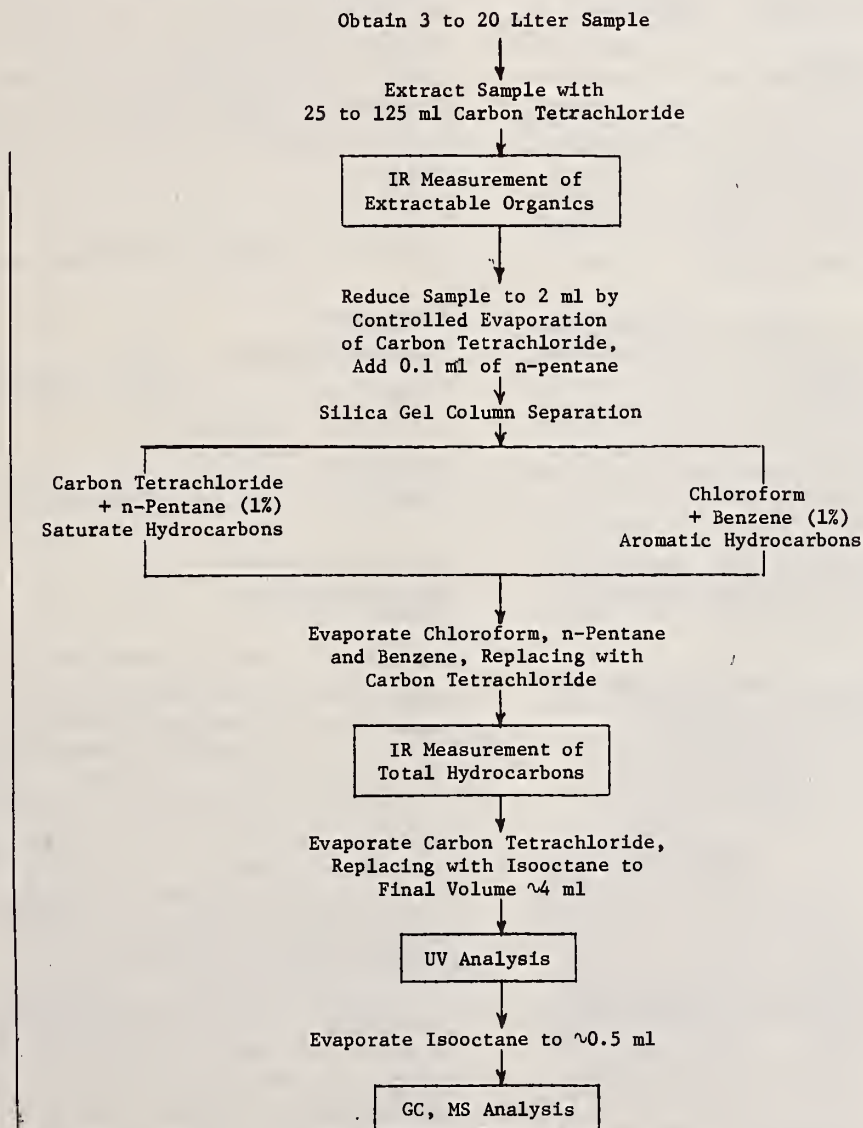 Obtain 3 to 20 Liter Sample
Extract Sample with
25 to 125 ml Carbon Tetrachloride
IR Measurement of
Extractable Organics
Reduce Sample to 2 ml by
Controlled Evaporation
of Carbon Tetrachloride,
Add 0.1 ml of n-pentane
Silica Gel Column Separation
Carbon Tetrachloride
+ n-Pentane (1%)
Saturate Hydrocarbons
Chloroform
+ Benzene (1%)
Aromatic Hydrocarbons
Evaporate Chloroform, n-Pentane
and Benzene, Replacing with
Carbon Tetrachloride
IR Measurement of
Total Hydrocarbons
Evaporate Carbon Tetrachloride,
Replacing with Isooctane to
Final Volume ~4 ml
UV Analysis
Evaporate Isooctane to ~0.5 ml
GC, MS Analysis